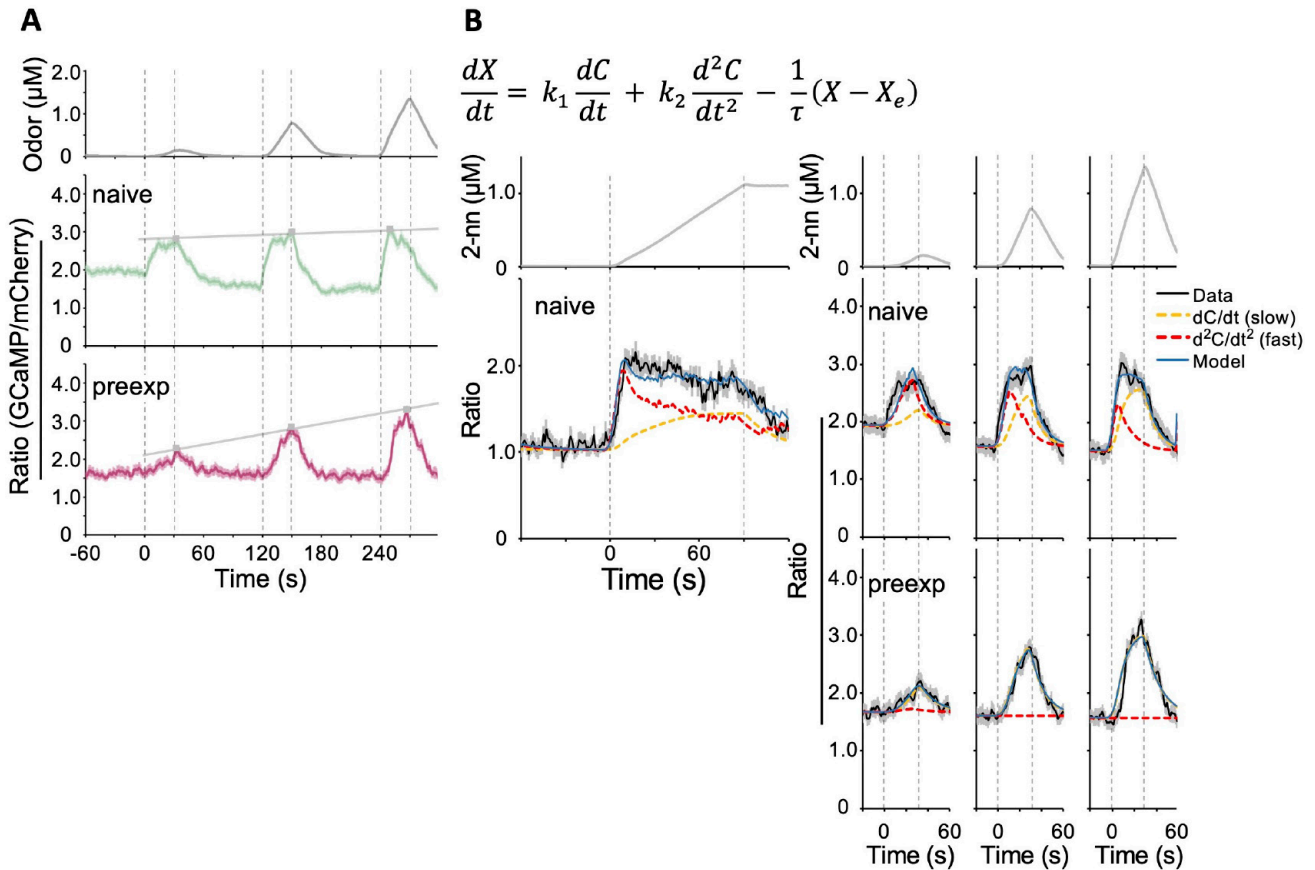 A
Odor (µM)
2.0
1.0
0
Ratio (GCaMP/mCherry)
naive
4.0
3.0
2.0
1.0
0
preexp
4.0
3.0
2.0
1.0
0
-60 0 60 120 180 240
Time (s)
B
dX/dt = k₁ dC/dt + k₂ d²C/dt² − 1/τ (X − Xₑ)
2-nn (µM)
1.0
0
naive
Ratio
2.0
1.0
0
0 60
Time (s)
2-nn (µM)
1.0
0
naive
4.0
3.0
2.0
1.0
0
Data
dC/dt (slow)
d²C/dt² (fast)
Model
Ratio
preexp
4.0
3.0
2.0
1.0
0
0 60 0 60 0 60
Time (s) Time (s) Time (s)